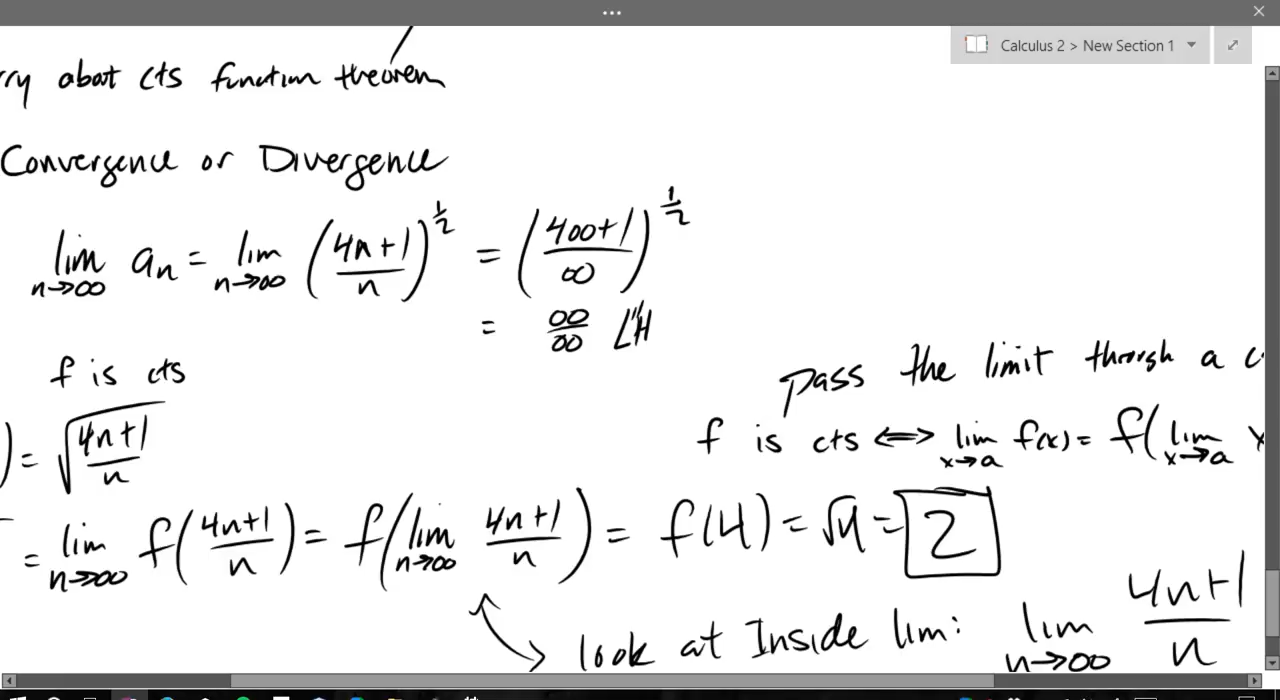 Calculus 2 > New Section 1
rry abat cts function theorem
Convergence or Divergence
lim n→∞ an = lim n→∞ (4n+1/n)^1/2 = (4∞+1/∞)^1/2
= ∞/∞ L'H
f is cts
pass the limit through a c
) = √4n+1/n
f is cts ⟺ lim x→a f(x) = f(lim x→a x
= lim n→∞ f(4n+1/n) = f(lim n→∞ 4n+1/n) = f(4) = √4 = 2
look at Inside lim: lim n→∞ 4n+1/n